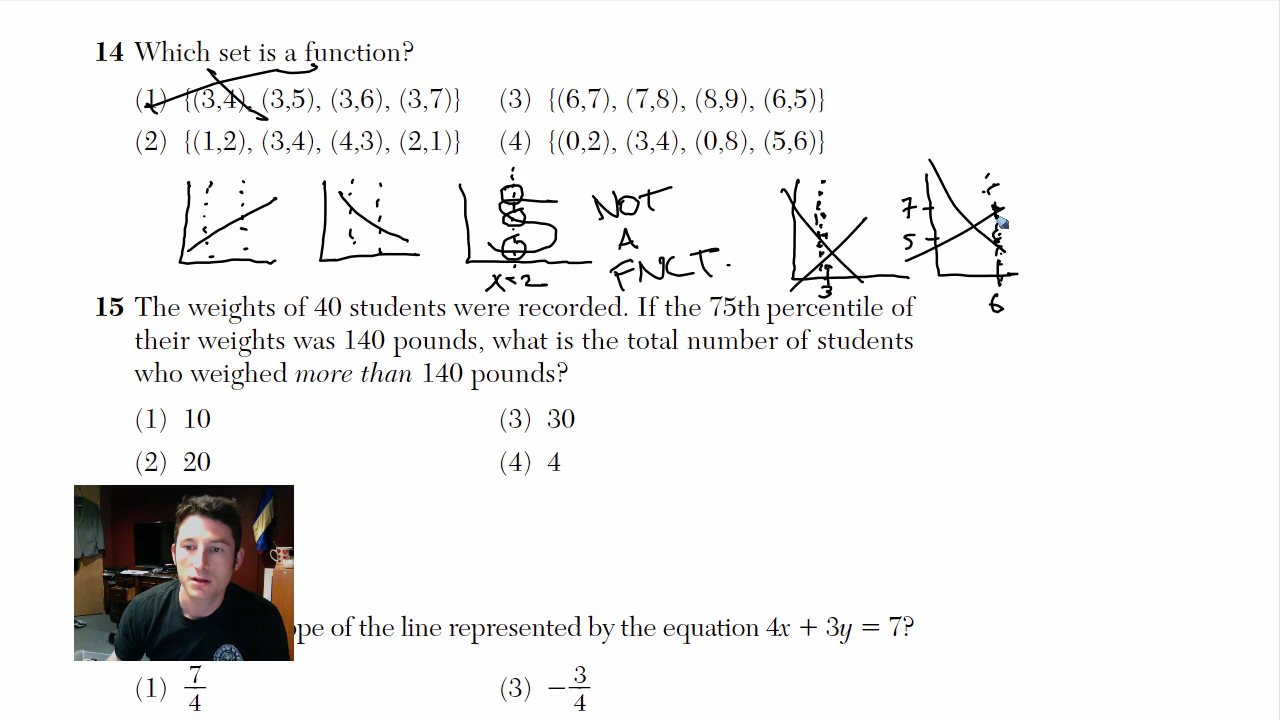 14 Which set is a function?
(1) {(3,4), (3,5), (3,6), (3,7)} (3) {(6,7), (7,8), (8,9), (6,5)}
(2) {(1,2), (3,4), (4,3), (2,1)} (4) {(0,2), (3,4), (0,8), (5,6)}
NOT
A
FNCT.
x=2
3
7
5
6
15 The weights of 40 students were recorded. If the 75th percentile of
their weights was 140 pounds, what is the total number of students
who weighed more than 140 pounds?
(1) 10 (3) 30
(2) 20 (4) 4
of the line represented by the equation 4x + 3y = 7?
(1) 7/4 (3) −3/4